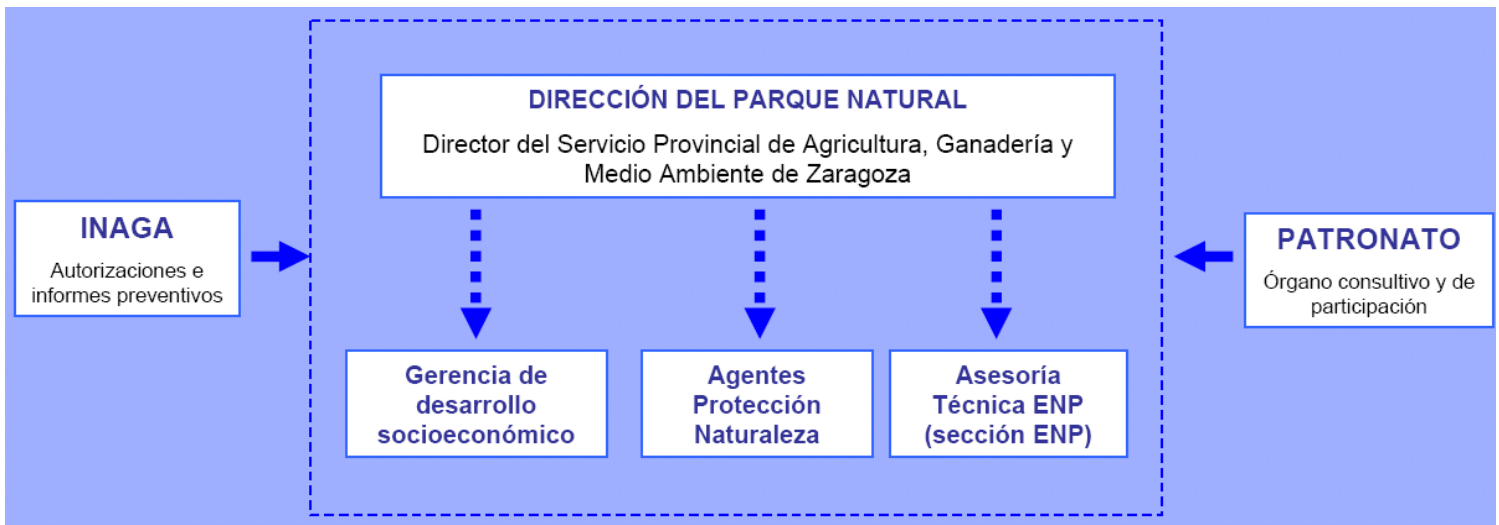 DIRECCIÓN DEL PARQUE NATURAL
Director del Servicio Provincial de Agricultura, Ganadería y
Medio Ambiente de Zaragoza
INAGA
Autorizaciones e
informes preventivos
PATRONATO
Órgano consultivo y de
participación
Gerencia de
desarrollo
socioeconómico
Agentes
Protección
Naturaleza
Asesoría
Técnica ENP
(sección ENP)